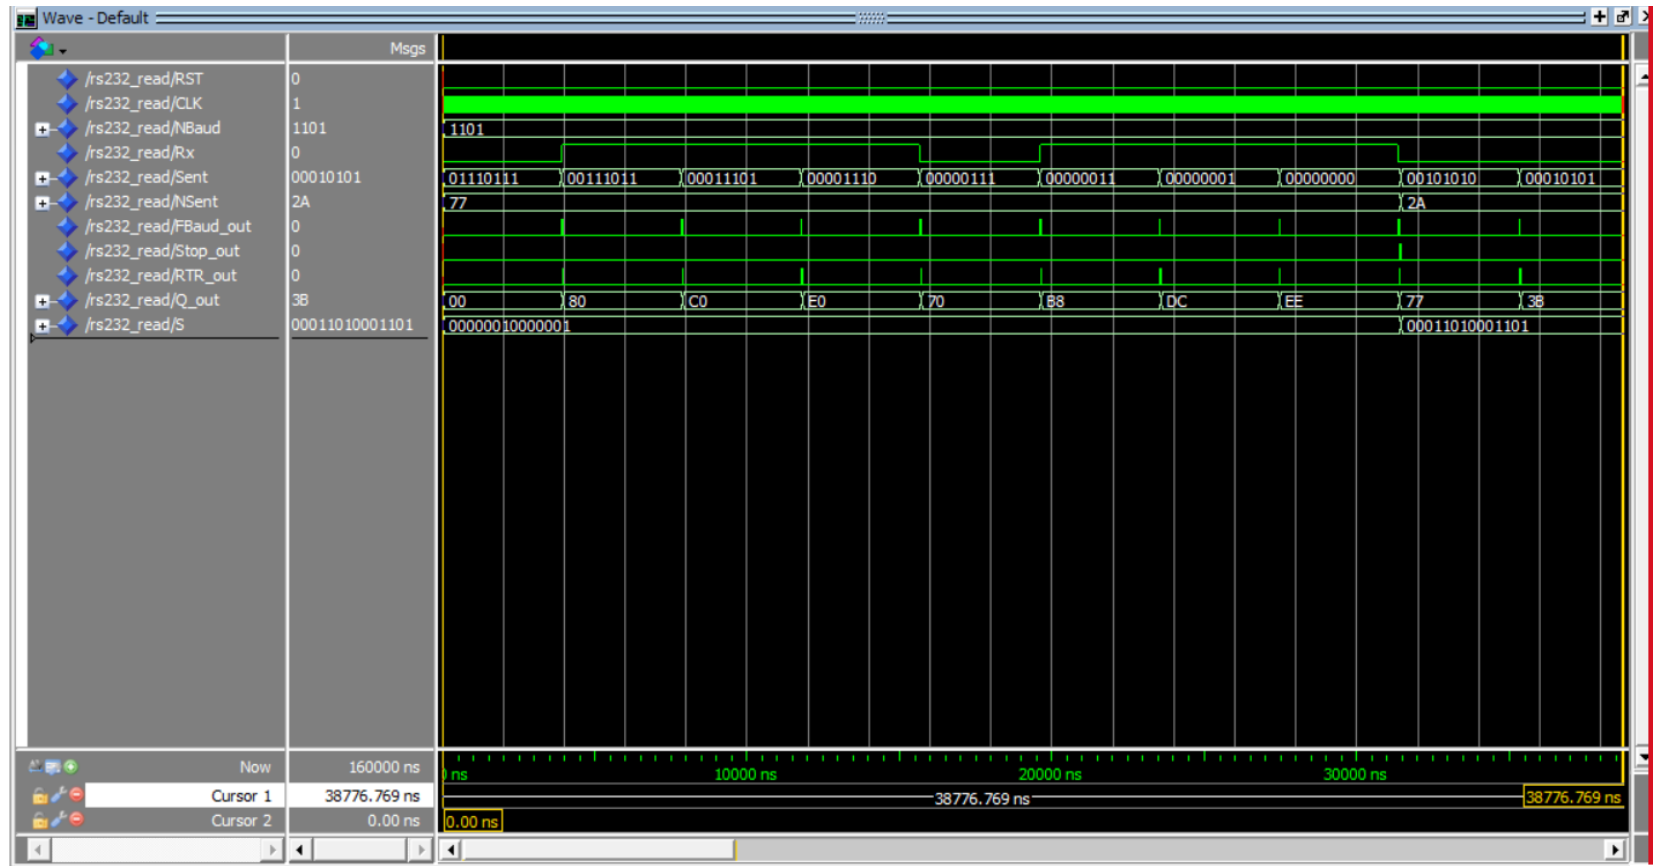 Wave - Default
Msgs
/rs232_read/RST 0
/rs232_read/CLK 1
/rs232_read/NBaud 1101 1101
/rs232_read/Rx 0
/rs232_read/Sent 00010101 01110111 00111011 00011101 00001110 00000111 00000011 00000001 00000000 00101010 00010101
/rs232_read/NSent 2A 77 2A
/rs232_read/FBaud_out 0
/rs232_read/Stop_out 0
/rs232_read/RTR_out 0
/rs232_read/Q_out 3B 00 80 C0 E0 70 B8 DC EE 77 3B
/rs232_read/S 00011010001101 00000010000001 00011010001101
Now 160000 ns ns 10000 ns 20000 ns 30000 ns
Cursor 1 38776.769 ns 38776.769 ns 38776.769 ns
Cursor 2 0.00 ns 0.00 ns